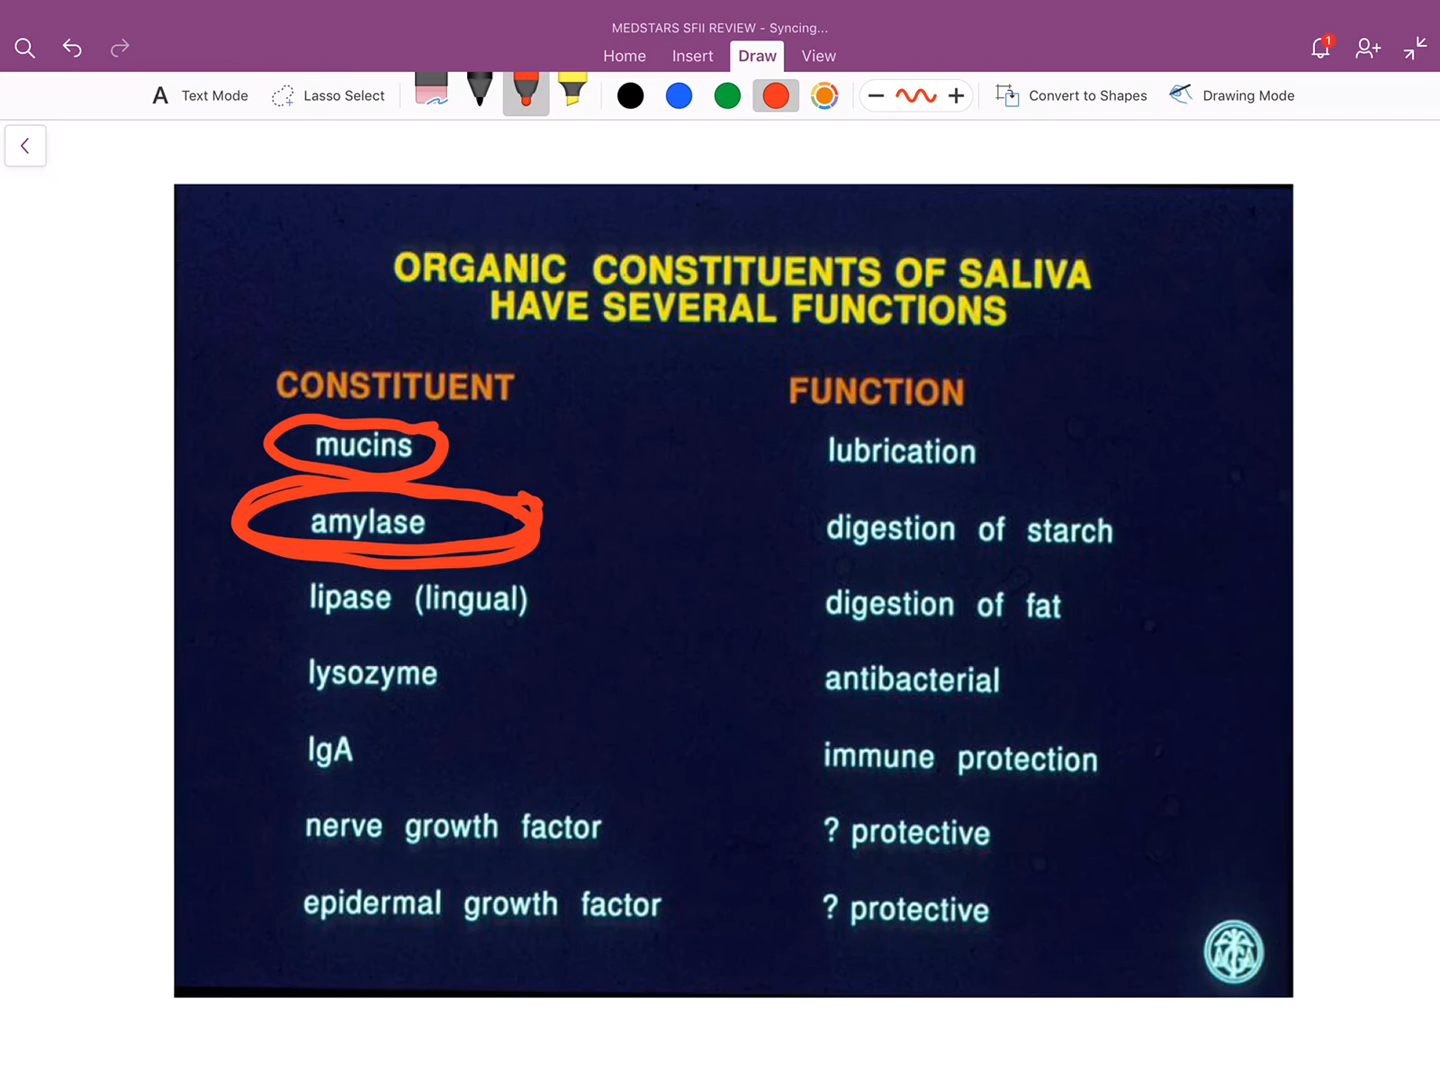 MEDSTARS SFII REVIEW - Syncing...
Home Insert Draw View
1
A Text Mode Lasso Select Convert to Shapes Drawing Mode
ORGANIC CONSTITUENTS OF SALIVA
HAVE SEVERAL FUNCTIONS
CONSTITUENT FUNCTION
mucins lubrication
amylase digestion of starch
lipase (lingual) digestion of fat
lysozyme antibacterial
IgA immune protection
nerve growth factor ? protective
epidermal growth factor ? protective
AGA